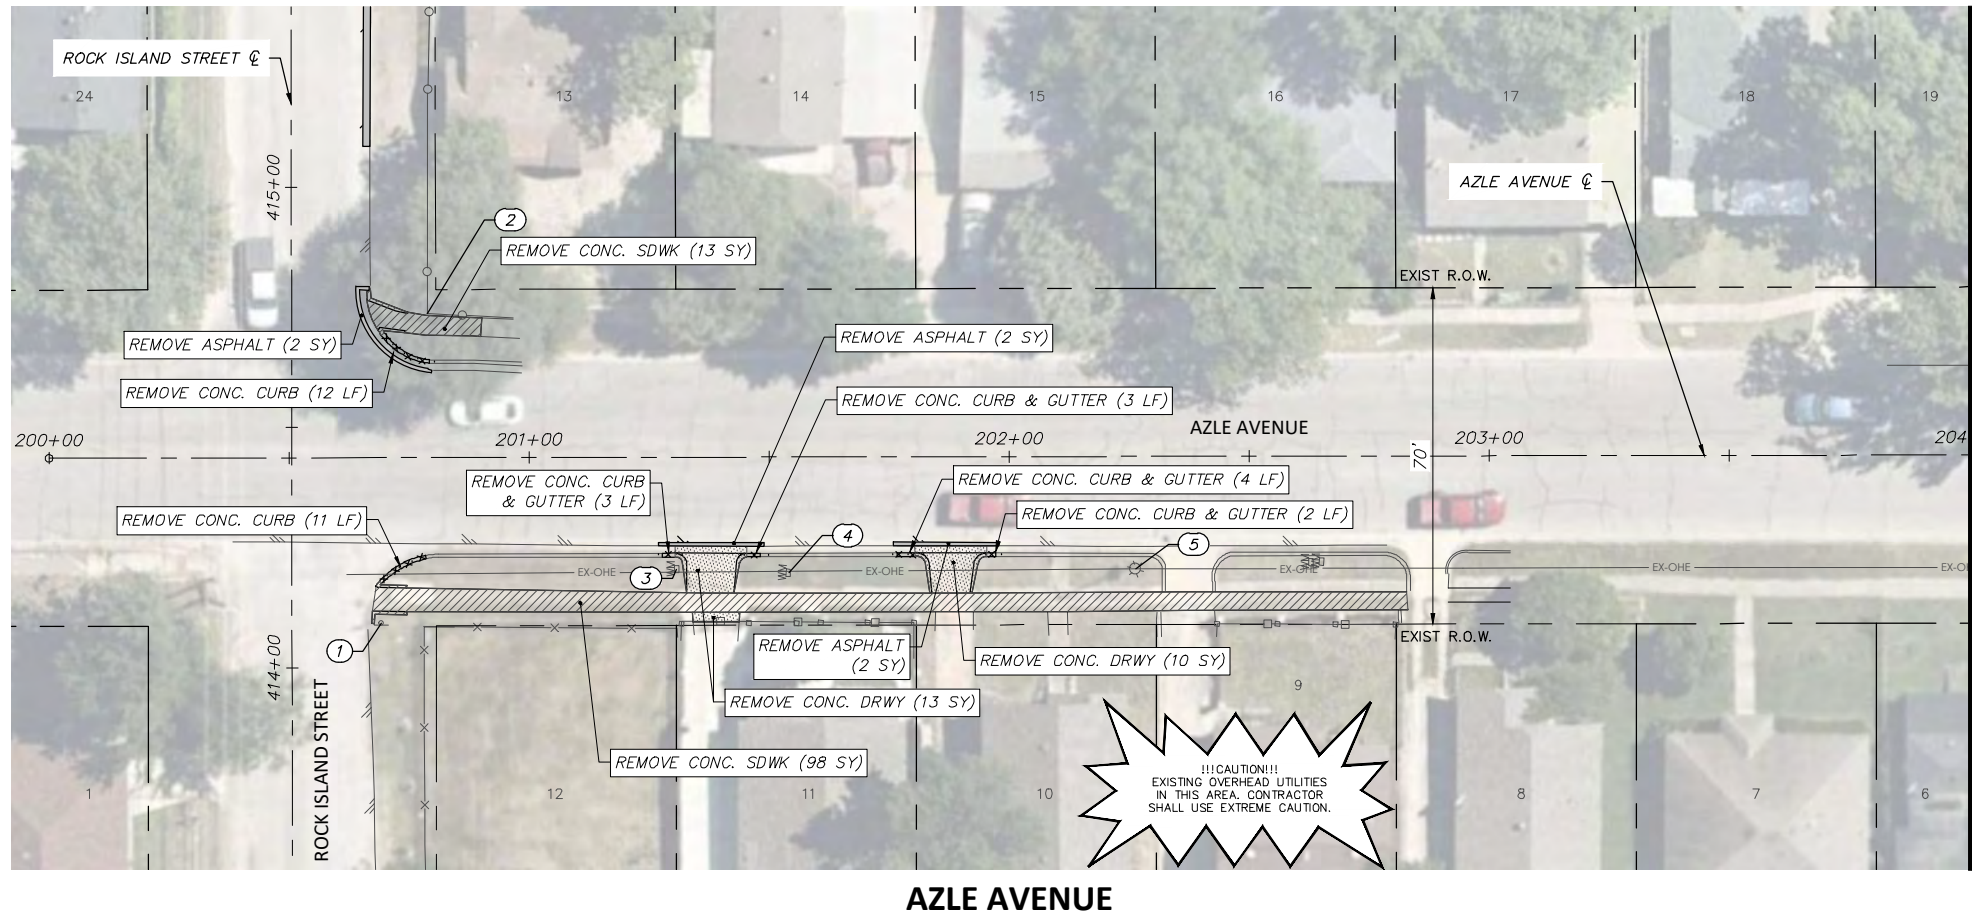 ROCK ISLAND STREET ℄
24
13
14
15
16
17
18
19
415+00
AZLE AVENUE ℄
2
REMOVE CONC. SDWK (13 SY)
EXIST R.O.W.
REMOVE ASPHALT (2 SY)
REMOVE ASPHALT (2 SY)
REMOVE CONC. CURB (12 LF)
REMOVE CONC. CURB & GUTTER (3 LF)
AZLE AVENUE
200+00
201+00
202+00
203+00
204
70'
REMOVE CONC. CURB
& GUTTER (3 LF)
REMOVE CONC. CURB & GUTTER (4 LF)
REMOVE CONC. CURB (11 LF)
REMOVE CONC. CURB & GUTTER (2 LF)
4
5
3
WM
WM
WM
EX-OHE
EX-OHE
EX-OHE
EX-OHE
EX-OHE
EX-O
1
EXIST R.O.W.
414+00
REMOVE ASPHALT
(2 SY)
REMOVE CONC. DRWY (10 SY)
REMOVE CONC. DRWY (13 SY)
9
REMOVE CONC. SDWK (98 SY)
ROCK ISLAND STREET
!!!CAUTION!!!
EXISTING OVERHEAD UTILITIES
IN THIS AREA. CONTRACTOR
SHALL USE EXTREME CAUTION.
1
12
11
10
8
7
6
AZLE AVENUE